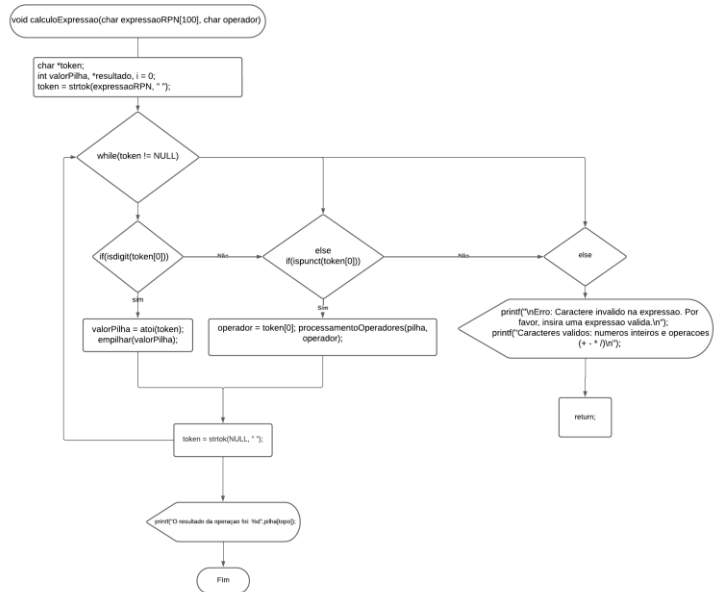 void calculoExpressao(char expressaoRPN[100], char operador)
char *token;
int valorPilha, *resultado, i = 0;
token = strtok(expressaoRPN, " ");
while(token != NULL)
if(isdigit(token[0]))
Não
else
if(ispunct(token[0]))
Não
else
sim
Sim
valorPilha = atoi(token);
empilhar(valorPilha);
operador = token[0]; processamentoOperadores(pilha,
operador);
printf("\nErro: Caractere invalido na expressao. Por
favor, insira uma expressao valida.\n");
printf("Caracteres validos: numeros inteiros e operacoes
(+ - * /)\n");
return;
token = strtok(NULL, " ");
printf("O resultado da operaçao foi: %d",pilha[topo]);
Fim